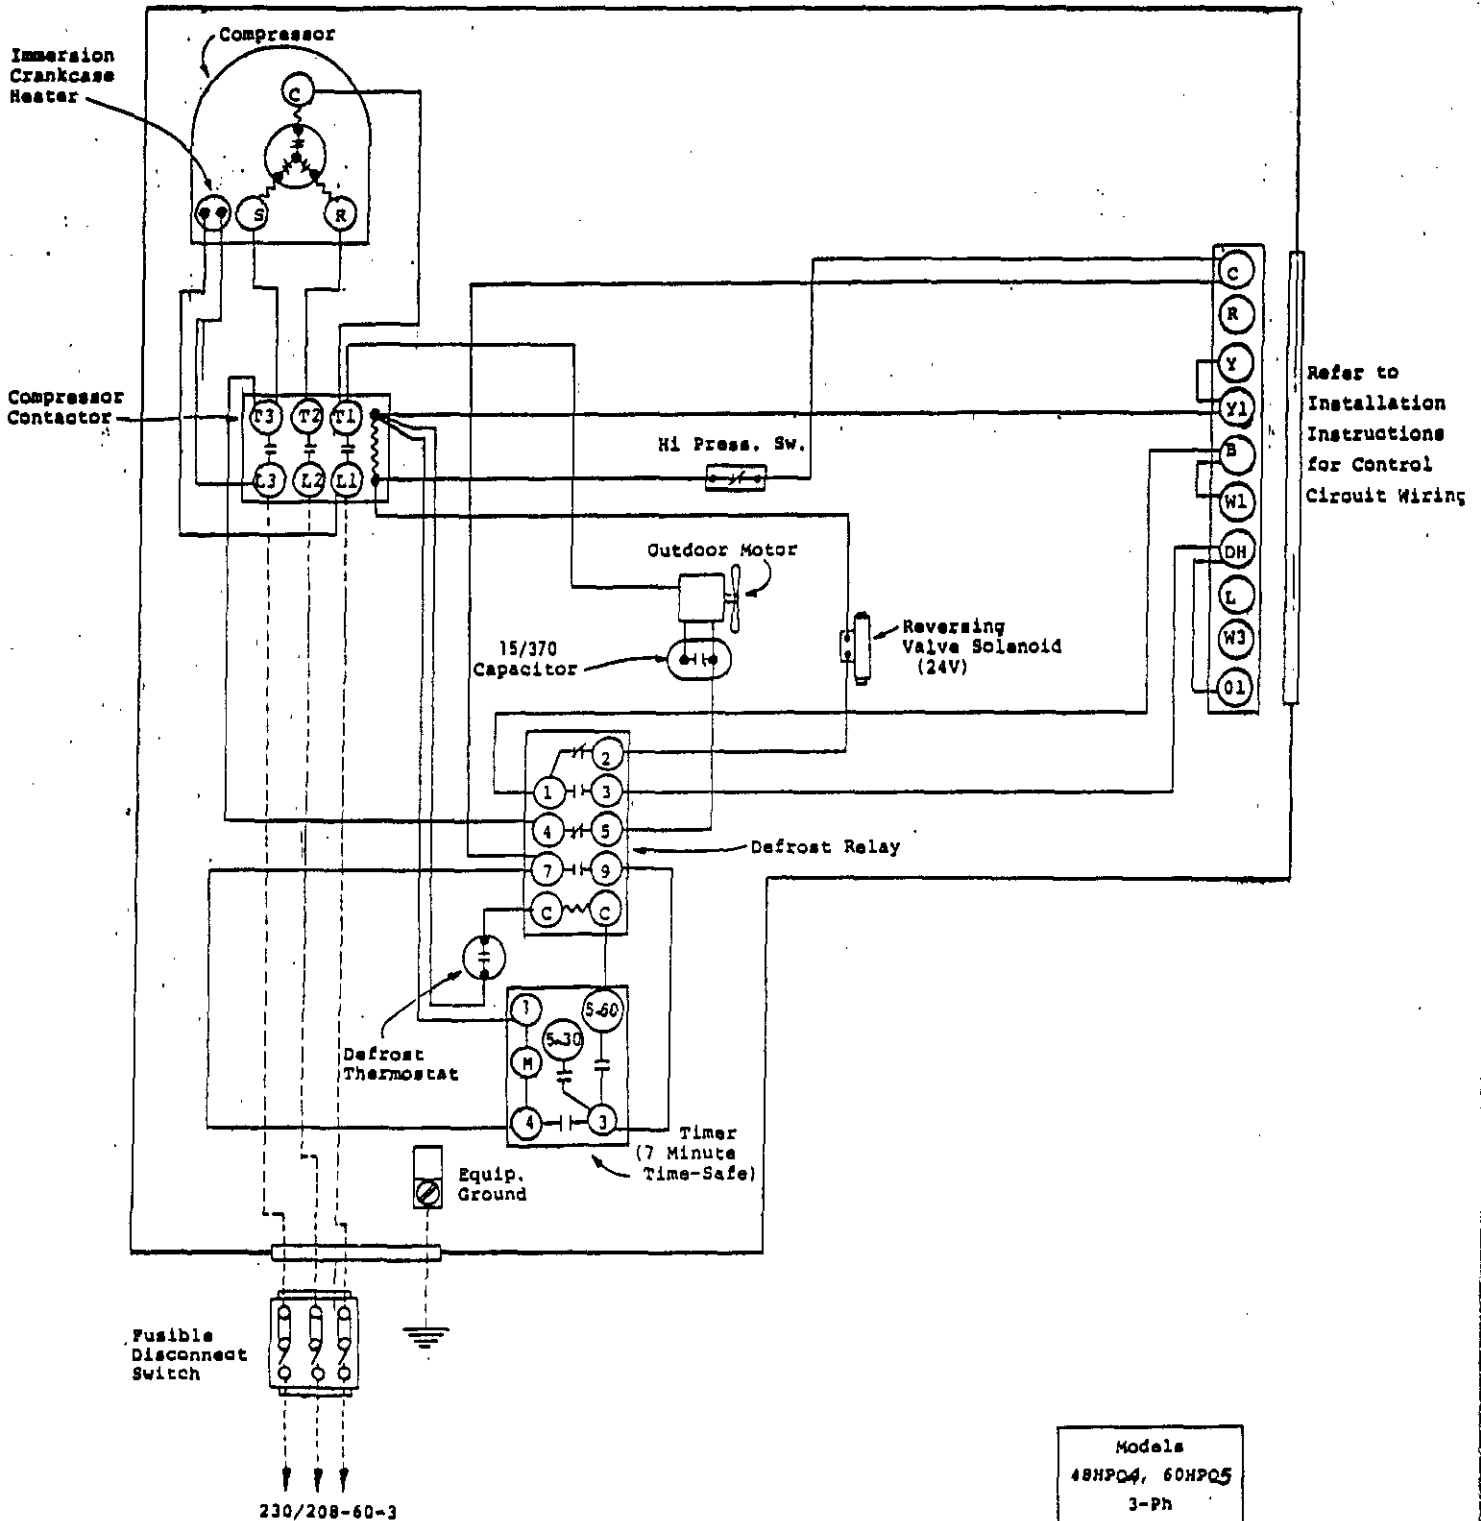 Compressor
Immersion
Crankcase
Heater
C
S
R
Compressor
Contactor
T3
T2
T1
L3
L2
L1
Hi Press. Sw.
C
R
Y
Y1
B
W1
DH
L
W3
O1
Refer to
Installation
Instructions
for Control
Circuit Wiring
Outdoor Motor
15/370
Capacitor
Reversing
Valve Solanoid
(24V)
2
1
3
4
5
7
9
C
C
Defrost Relay
Defrost
Thermostat
S-60
5-30
M
4
3
Timer
(7 Minute
Time-Safe)
Equip.
Ground
Fusible
Disconnect
Switch
230/208-60-3
Models
48HPQ4, 60HPQ5
3-Ph